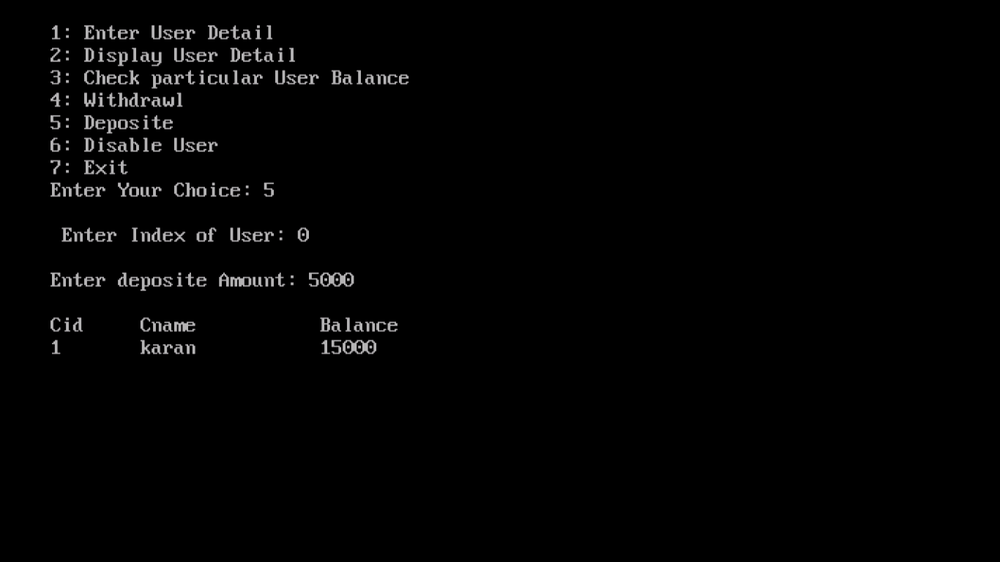 1: Enter User Detail
2: Display User Detail
3: Check particular User Balance
4: Withdrawl
5: Deposite
6: Disable User
7: Exit
Enter Your Choice: 5
Enter Index of User: 0
Enter deposite Amount: 5000
Cid Cname Balance
1 karan 15000